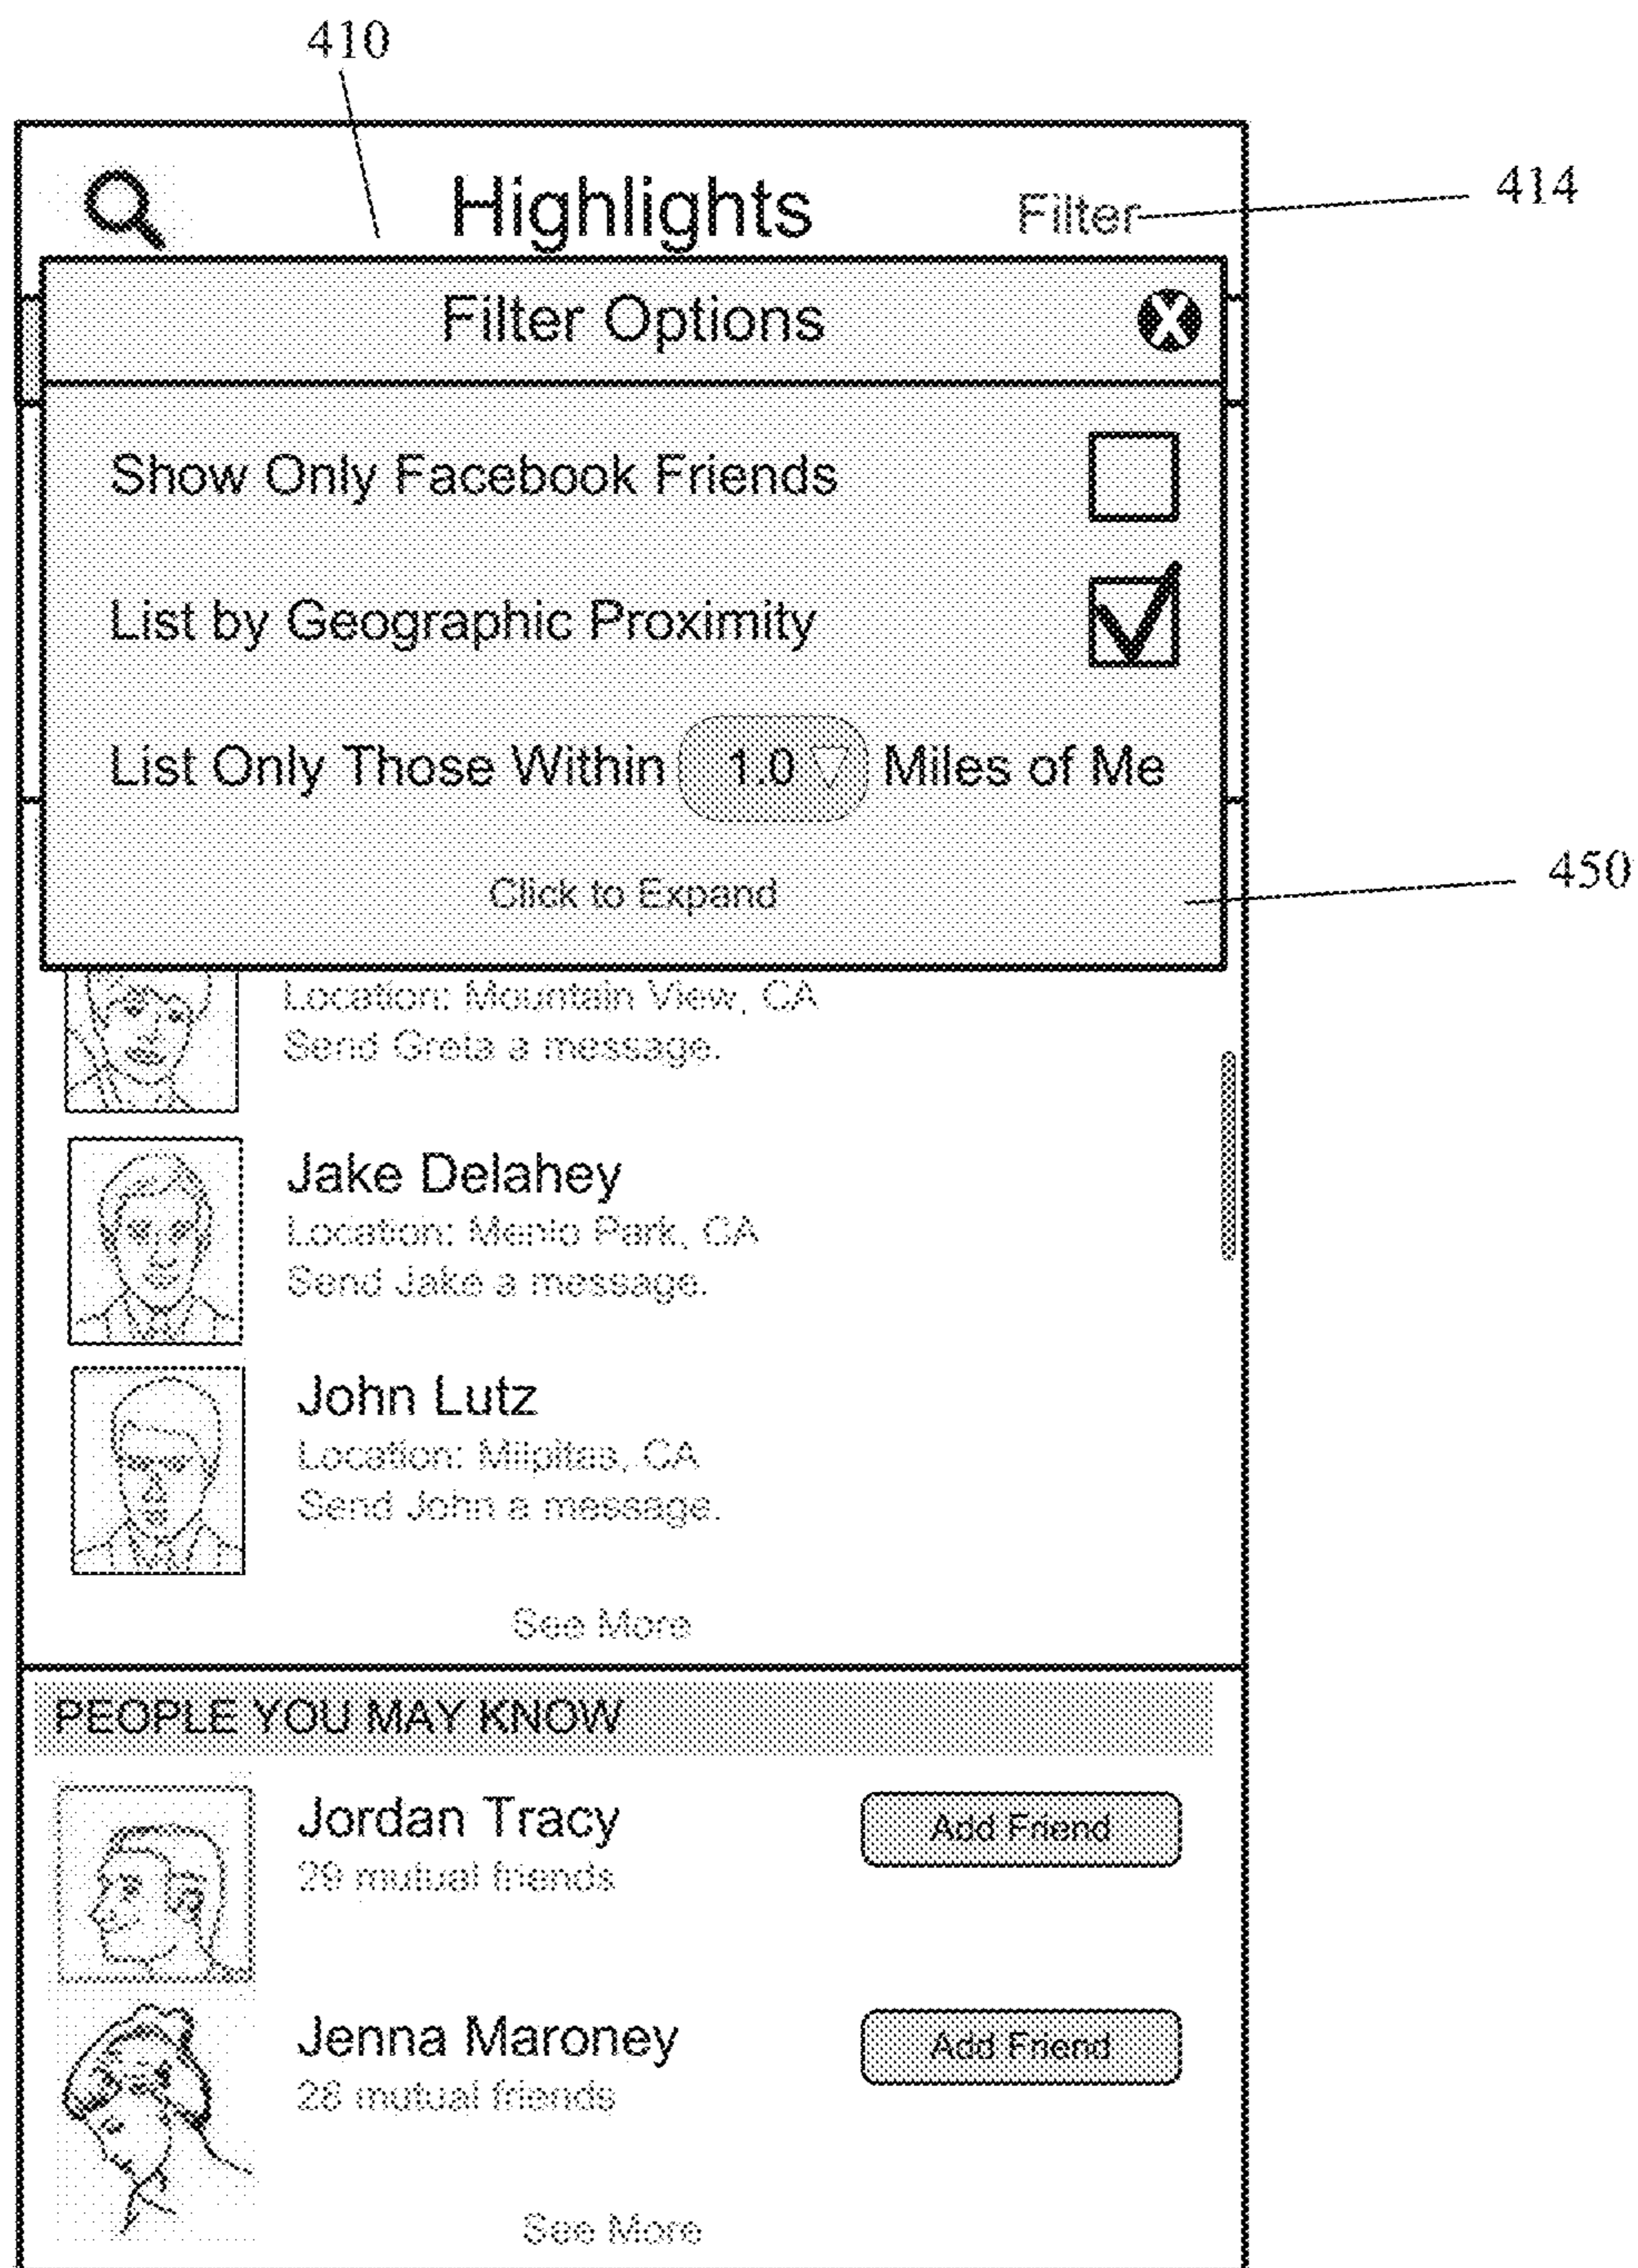 410
Highlights
Filter
414
Filter Options
X
Show Only Facebook Friends
List by Geographic Proximity
List Only Those Within 1.0 Miles of Me
450
Click to Expand
Location: Mountain View, CA
Send Greta a message.
Jake Delahey
Location: Menlo Park, CA
Send Jake a message.
John Lutz
Location: Milpitas, CA
Send John a message.
See More
PEOPLE YOU MAY KNOW
Jordan Tracy
Add Friend
29 mutual friends
Jenna Maroney
Add Friend
28 mutual friends
See More